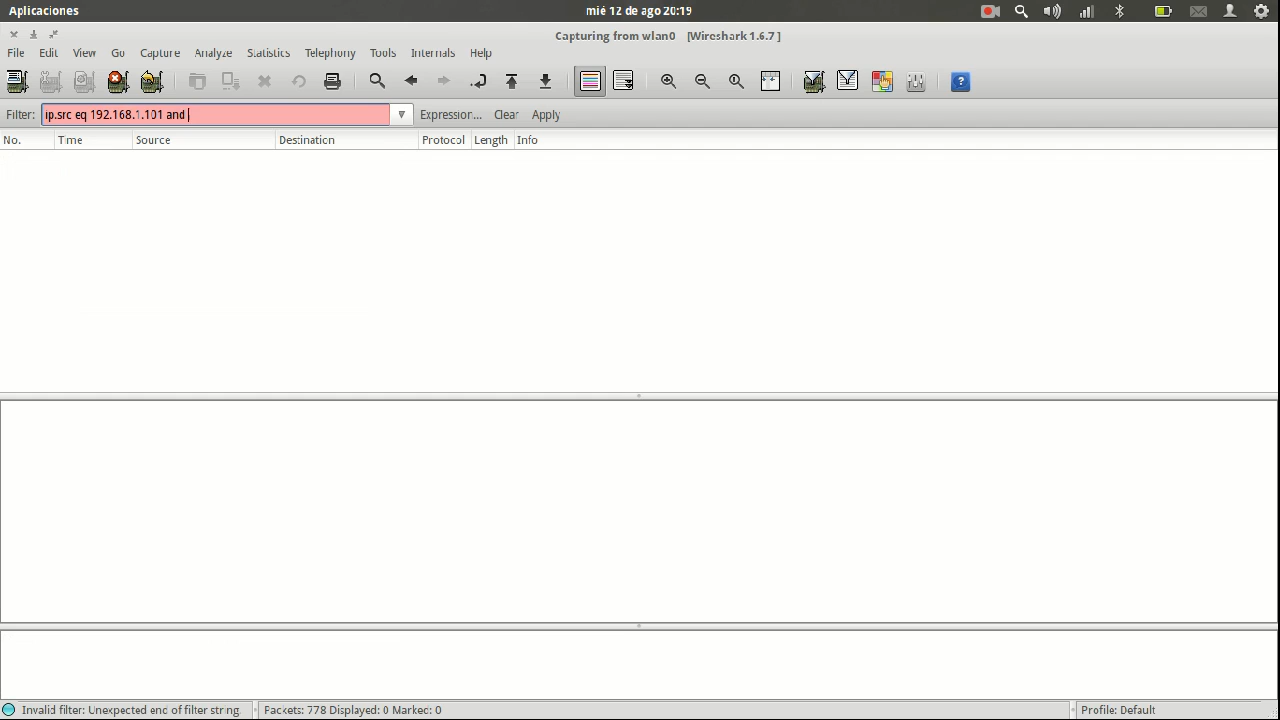 Aplicaciones mié 12 de ago 20:19
Capturing from wlan0 [Wireshark 1.6.7 ]
File Edit View Go Capture Analyze Statistics Telephony Tools Internals Help
Filter: ip.src eq 192.168.1.101 and Expression... Clear Apply
No. Time Source Destination Protocol Length Info
Invalid filter: Unexpected end of filter string. Packets: 778 Displayed: 0 Marked: 0 Profile: Default